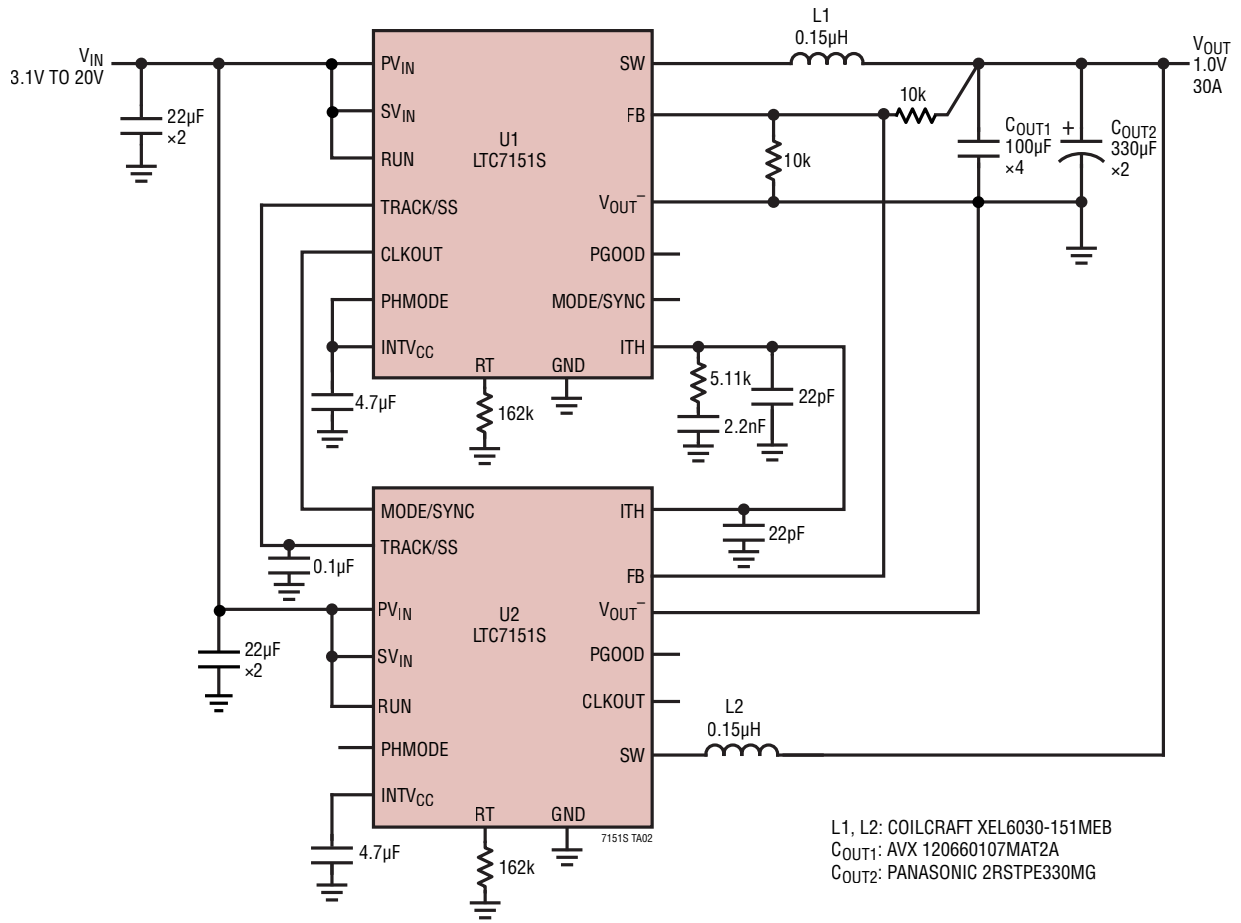 V_IN
3.1V TO 20V
22µF
×2
PV_IN
SV_IN
RUN
TRACK/SS
CLKOUT
PHMODE
INTV_CC
U1
LTC7151S
RT
GND
SW
FB
V_OUT⁻
PGOOD
MODE/SYNC
ITH
L1
0.15µH
10k
10k
C_OUT1
100µF
×4
+
C_OUT2
330µF
×2
V_OUT
1.0V
30A
4.7µF
162k
5.11k
2.2nF
22pF
MODE/SYNC
TRACK/SS
PV_IN
SV_IN
RUN
PHMODE
INTV_CC
U2
LTC7151S
RT
GND
ITH
FB
V_OUT⁻
PGOOD
CLKOUT
SW
22pF
0.1µF
22µF
×2
L2
0.15µH
4.7µF
162k
7151S TA02
L1, L2: COILCRAFT XEL6030-151MEB
C_OUT1: AVX 120660107MAT2A
C_OUT2: PANASONIC 2RSTPE330MG